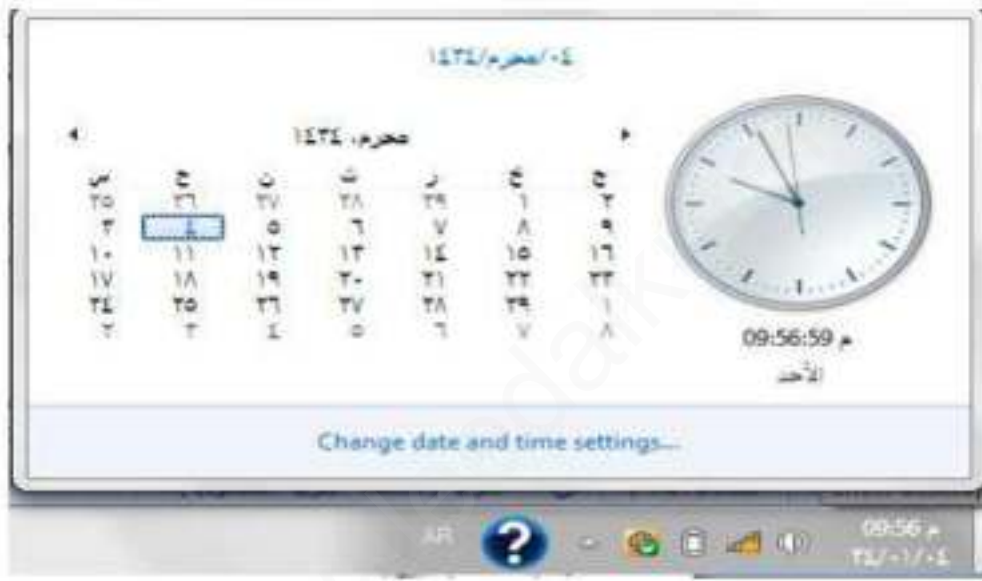 ٠٤/محرم/١٤٣٤
محرم، ١٤٣٤
س ح ن ث ر خ ج
٢٥ ٢٦ ٢٧ ٢٨ ٢٩ ١ ٢
٣ ٤ ٥ ٦ ٧ ٨ ٩
١٠ ١١ ١٢ ١٣ ١٤ ١٥ ١٦
١٧ ١٨ ١٩ ٢٠ ٢١ ٢٢ ٢٣
٢٤ ٢٥ ٢٦ ٢٧ ٢٨ ٢٩ ١
٢ ٣ ٤ ٥ ٦ ٧ ٨
09:56:59 م
الأحد
Change date and time settings...
AR
09:56 م
٣٤/٠١/٠٤